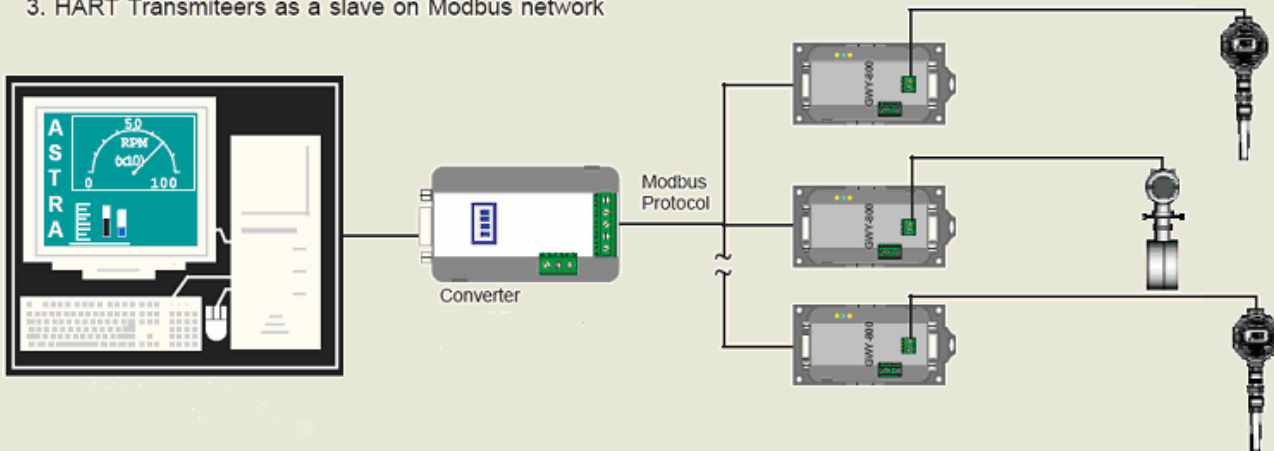 3. HART Transmiteers as a slave on Modbus network
ASTRA
50
RPM
(x10)
0 100
Converter
Modbus
Protocol
GWY-800
GWY-800
GWY-800